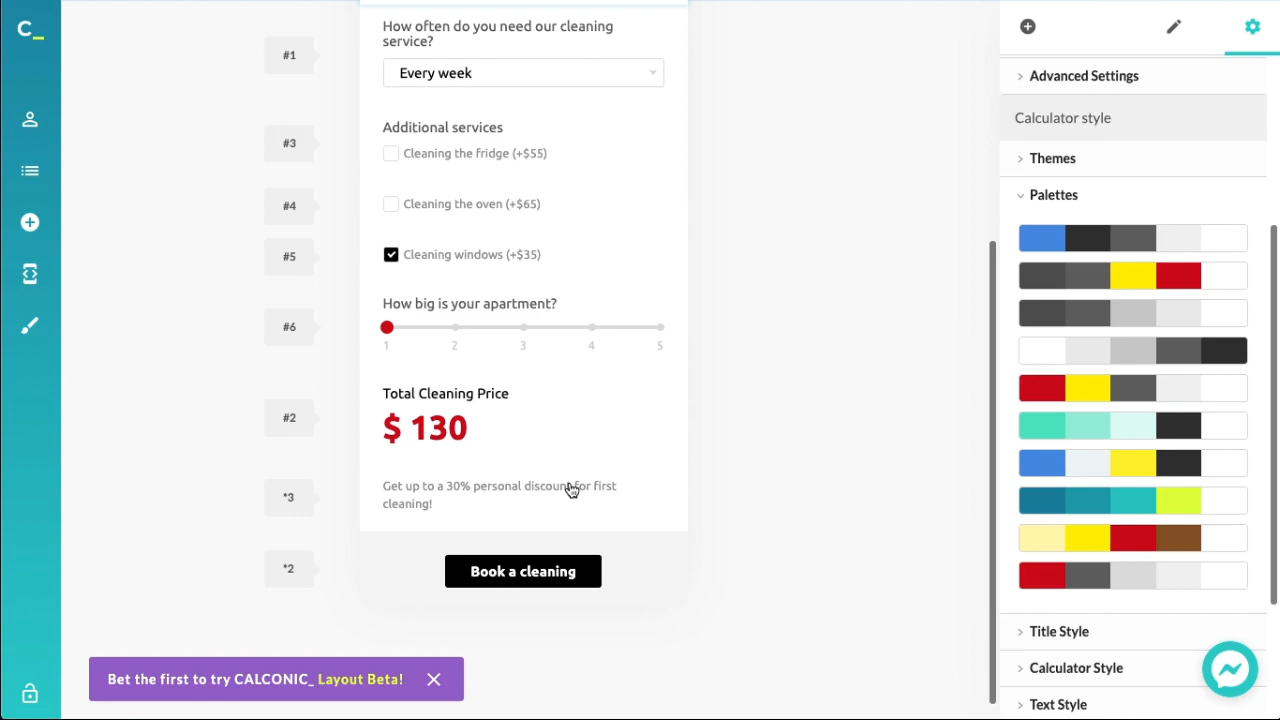 C_
How often do you need our cleaning
service?
#1
Every week
Additional services
#3
Cleaning the fridge (+$55)
#4
Cleaning the oven (+$65)
#5
Cleaning windows (+$35)
How big is your apartment?
#6
1 2 3 4 5
Total Cleaning Price
#2
$ 130
Get up to a 30% personal discount for first
cleaning!
*3
*2
Book a cleaning
Bet the first to try CALCONIC_ Layout Beta!
Advanced Settings
Calculator style
Themes
Palettes
Title Style
Calculator Style
Text Style